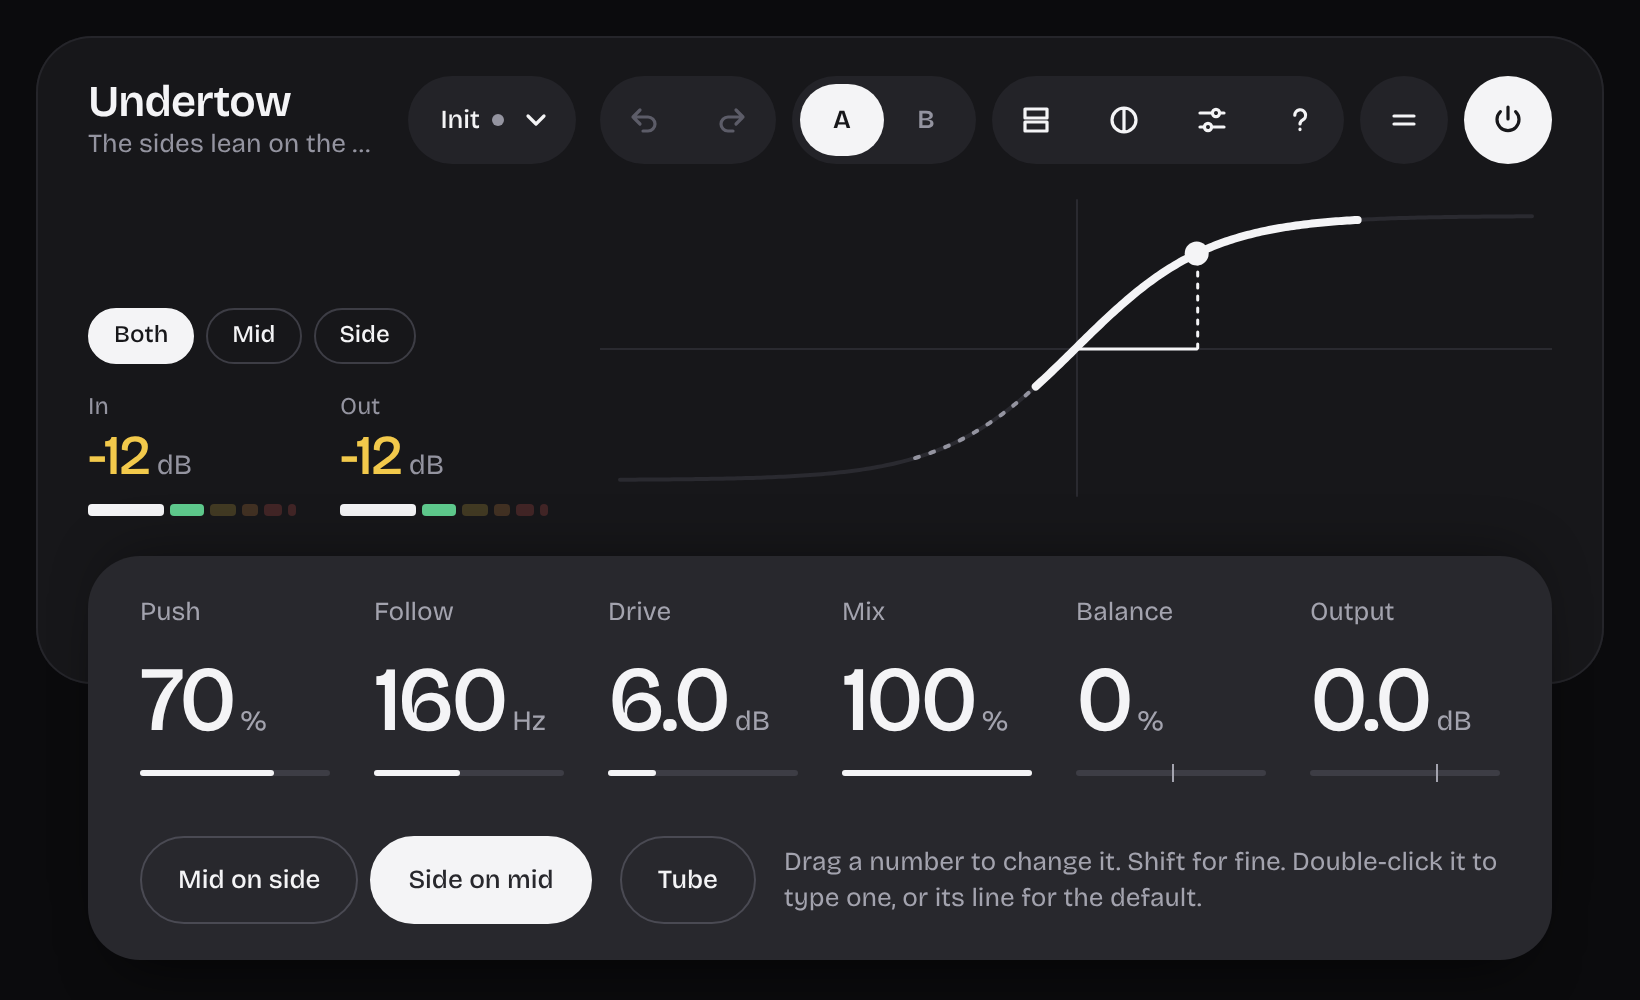 Undertow
The sides lean on the ...
Init
A
B
?
Both
Mid
Side
In
Out
-12 dB
-12 dB
Push
Follow
Drive
Mix
Balance
Output
70 %
160 Hz
6.0 dB
100 %
0 %
0.0 dB
Mid on side
Side on mid
Tube
Drag a number to change it. Shift for fine. Double-click it to
type one, or its line for the default.